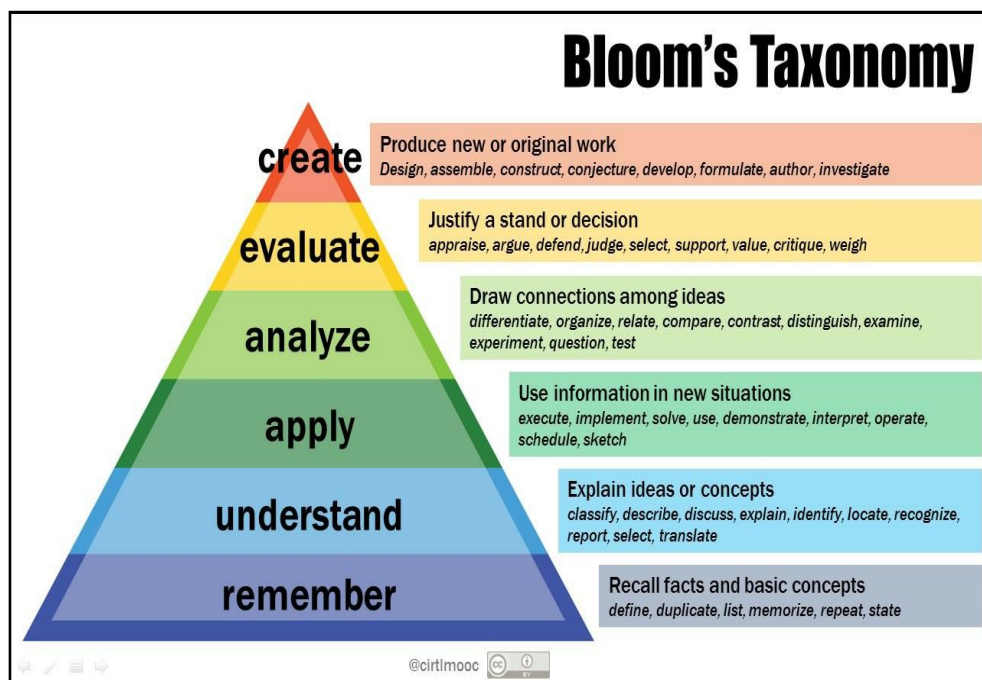 Bloom's Taxonomy
create
Produce new or original work
Design, assemble, construct, conjecture, develop, formulate, author, investigate
evaluate
Justify a stand or decision
appraise, argue, defend, judge, select, support, value, critique, weigh
analyze
Draw connections among ideas
differentiate, organize, relate, compare, contrast, distinguish, examine,
experiment, question, test
apply
Use information in new situations
execute, implement, solve, use, demonstrate, interpret, operate,
schedule, sketch
understand
Explain ideas or concepts
classify, describe, discuss, explain, identify, locate, recognize,
report, select, translate
remember
Recall facts and basic concepts
define, duplicate, list, memorize, repeat, state
@cirtlmooc
cc
BY